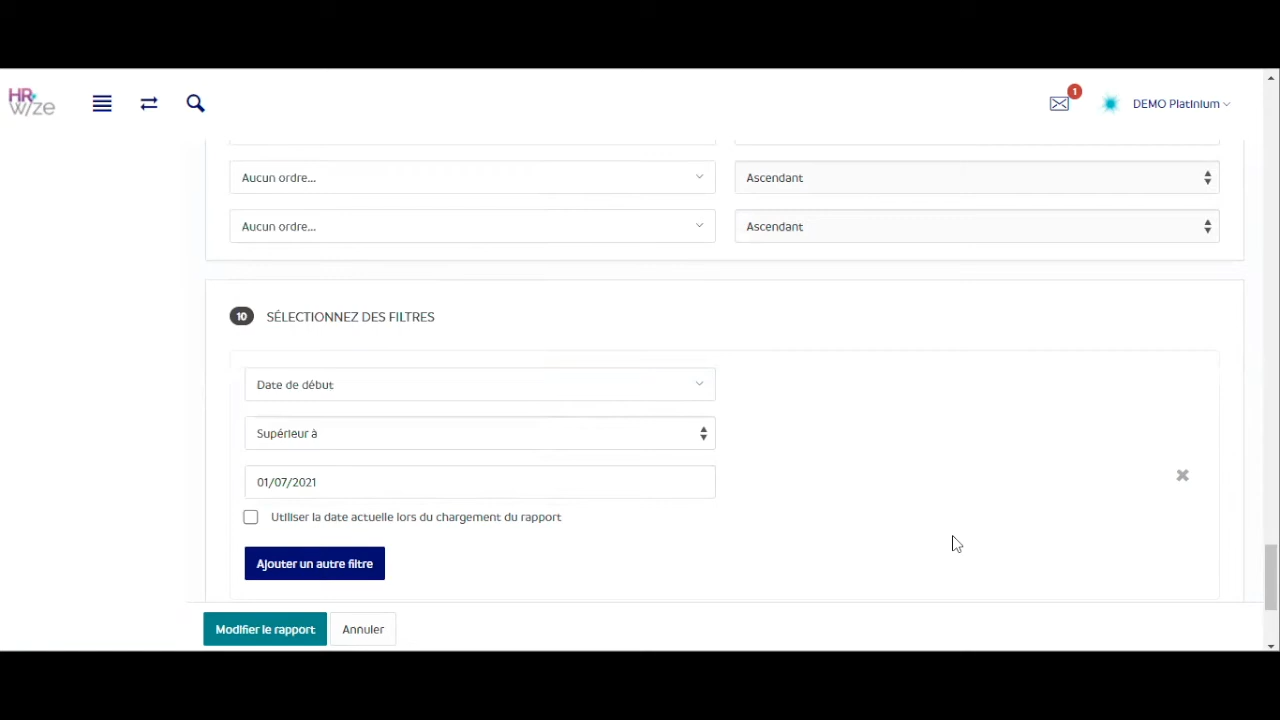 HR
wize
1
DEMO Platinium
Aucun ordre...
Ascendant
Aucun ordre...
Ascendant
10 SÉLECTIONNEZ DES FILTRES
Date de début
Supérieur à
01/07/2021
Utiliser la date actuelle lors du chargement du rapport
Ajouter un autre filtre
Modifier le rapport
Annuler